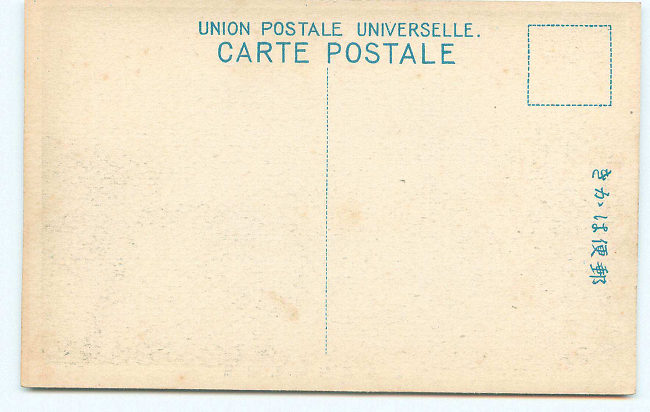 UNION POSTALE UNIVERSELLE.
CARTE POSTALE
郵便はかき